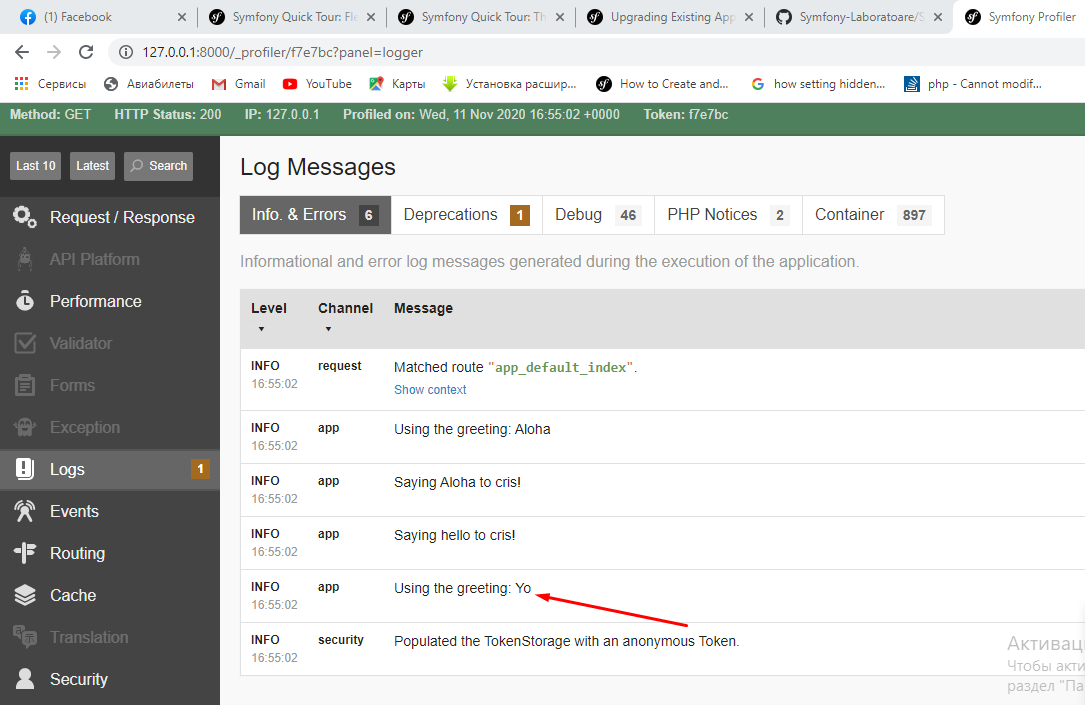 (1) Facebook
Symfony Quick Tour: Fle
Symfony Quick Tour: Th
Upgrading Existing App
Symfony-Laboratoare/S
Symfony Profiler
127.0.0.1:8000/_profiler/f7e7bc?panel=logger
Сервисы
Авиабилеты
Gmail
YouTube
Карты
Установка расшир...
How to Create and...
how setting hidden...
php - Cannot modif...
Method: GET HTTP Status: 200 IP: 127.0.0.1 Profiled on: Wed, 11 Nov 2020 16:55:02 +0000 Token: f7e7bc
Last 10
Latest
Search
Request / Response
API Platform
Performance
Validator
Forms
Exception
Logs 1
Events
Routing
Cache
Translation
Security
Log Messages
Info. & Errors 6
Deprecations 1
Debug 46
PHP Notices 2
Container 897
Informational and error log messages generated during the execution of the application.
Level Channel Message
INFO request Matched route "app_default_index".
16:55:02 Show context
INFO app Using the greeting: Aloha
16:55:02
INFO app Saying Aloha to cris!
16:55:02
INFO app Saying hello to cris!
16:55:02
INFO app Using the greeting: Yo
16:55:02
INFO security Populated the TokenStorage with an anonymous Token.
16:55:02
Активац
Чтобы акти
раздел "Па